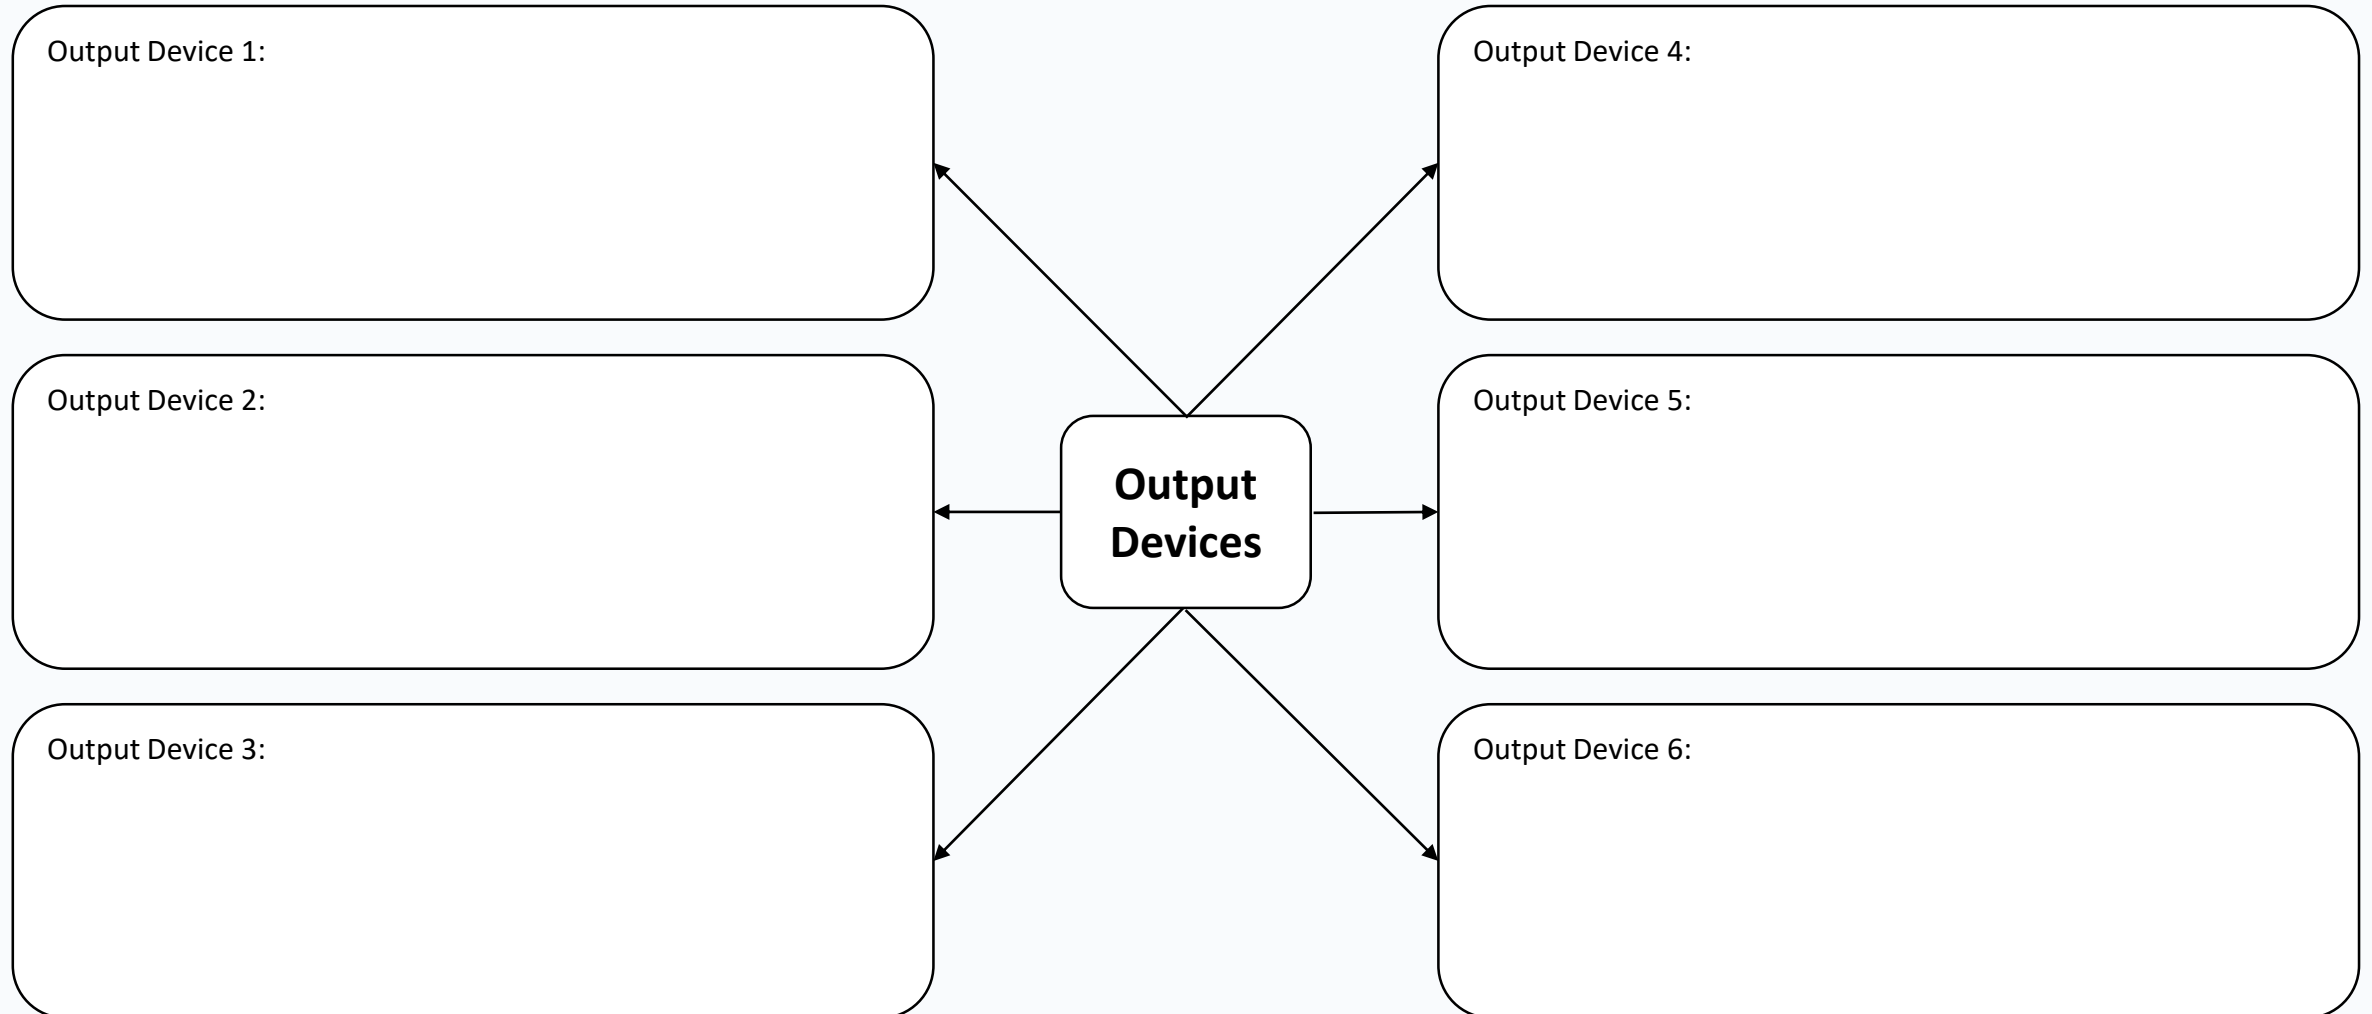 Output Device 1:
Output Device 4:
Output Device 2:
Output Device 5:
Output
Devices
Output Device 3:
Output Device 6: